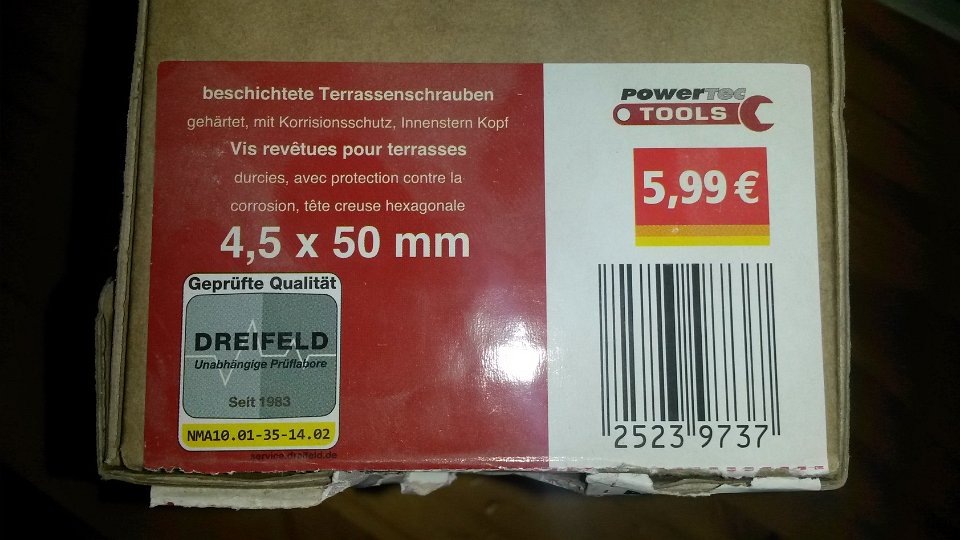 beschichtete Terrassenschrauben
gehärtet, mit Korrisionsschutz, Innenstern Kopf
Vis revêtues pour terrasses
durcies, avec protection contre la
corrosion, tête creuse hexagonale
4,5 x 50 mm
Geprüfte Qualität
DREIFELD
Unabhängige Prüflabore
Seit 1983
NMA10.01-35-14.02
service.dreifeld.de
POWERTEC
TOOLS
5,99 €
2523 9737